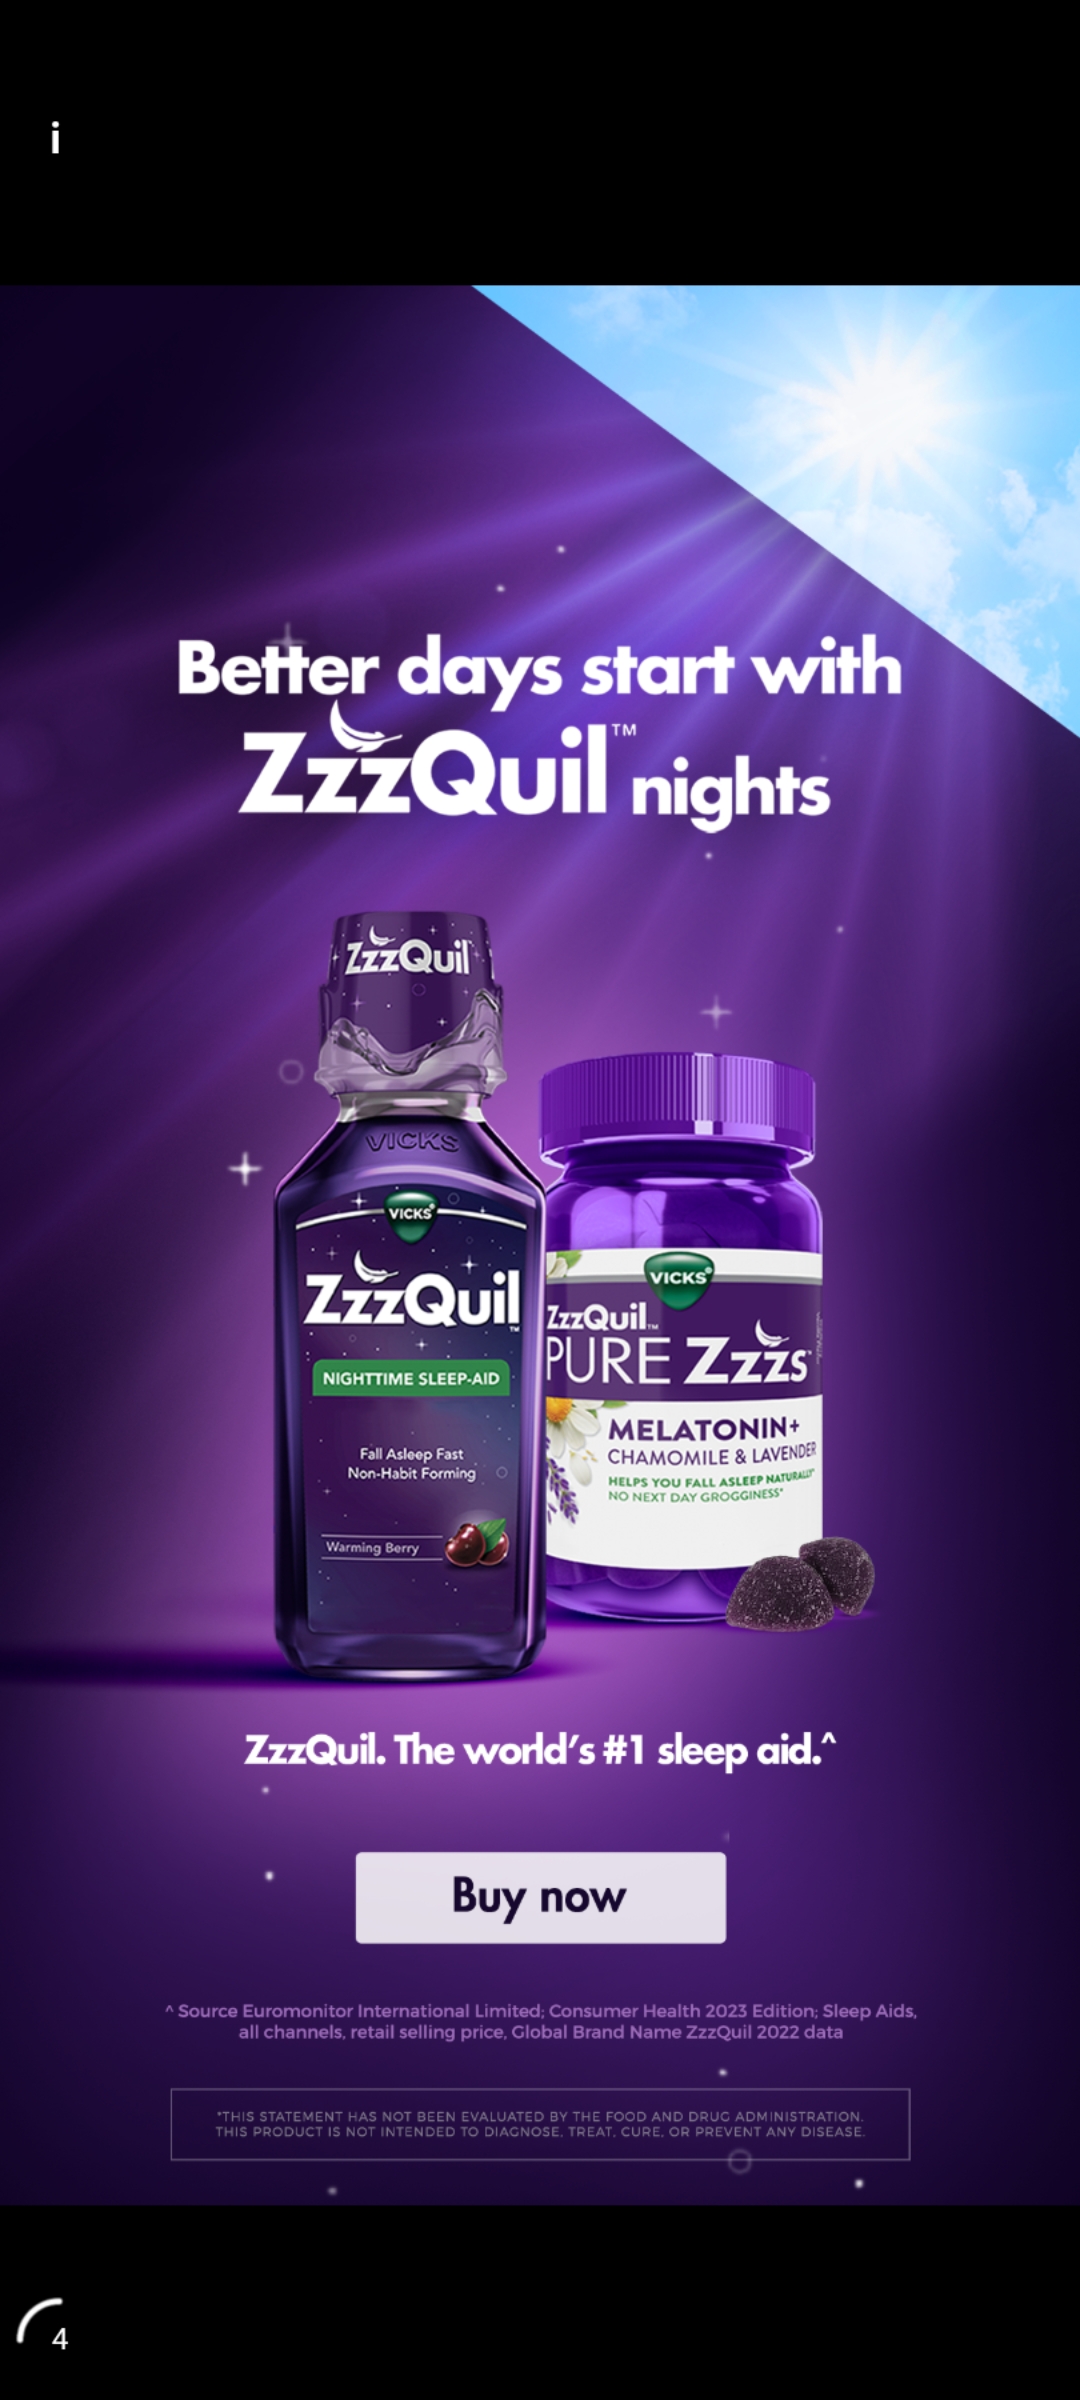 i
Better days start with
ZzzQuil™ nights
ZzzQuil
VICKS
VICKS®
ZzzQuil™
NIGHTTIME SLEEP-AID
Fall Asleep Fast
Non-Habit Forming
Warming Berry
VICKS®
ZzzQuil™
PURE Zzzs™
MELATONIN+
CHAMOMILE & LAVENDER
HELPS YOU FALL ASLEEP NATURALLY*
NO NEXT DAY GROGGINESS*
ZzzQuil. The world's #1 sleep aid.^
Buy now
^ Source Euromonitor International Limited; Consumer Health 2023 Edition; Sleep Aids,
all channels, retail selling price, Global Brand Name ZzzQuil 2022 data
*THIS STATEMENT HAS NOT BEEN EVALUATED BY THE FOOD AND DRUG ADMINISTRATION.
THIS PRODUCT IS NOT INTENDED TO DIAGNOSE, TREAT, CURE, OR PREVENT ANY DISEASE.
4